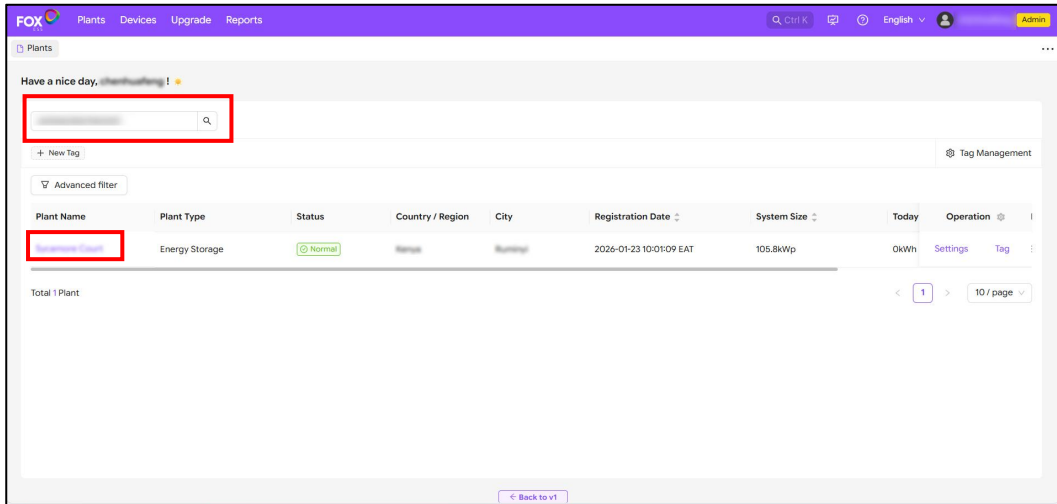 FOX ESS Plants Devices Upgrade Reports Ctrl K English Admin
Plants
Have a nice day, !
+ New Tag Tag Management
Advanced filter
Plant Name Plant Type Status Country / Region City Registration Date System Size Today Operation
Energy Storage Normal 2026-01-23 10:01:09 EAT 105.8kWp 0kWh Settings Tag
Total 1 Plant < 1 > 10 / page
← Back to v1